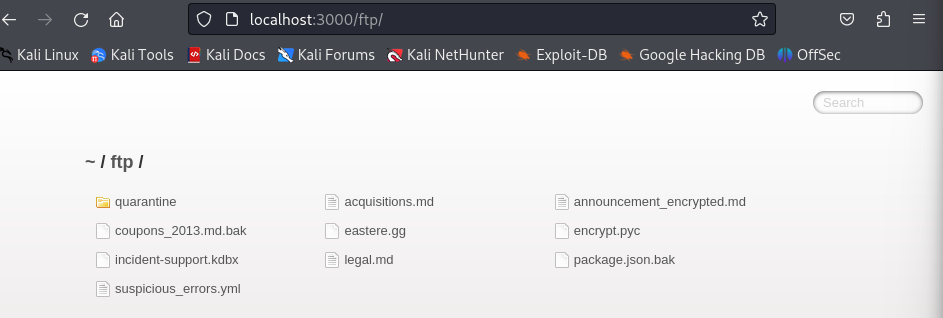 localhost:3000/ftp/
Kali Linux Kali Tools Kali Docs Kali Forums Kali NetHunter Exploit-DB Google Hacking DB OffSec
Search
~ / ftp /
quarantine acquisitions.md announcement_encrypted.md
coupons_2013.md.bak eastere.gg encrypt.pyc
incident-support.kdbx legal.md package.json.bak
suspicious_errors.yml